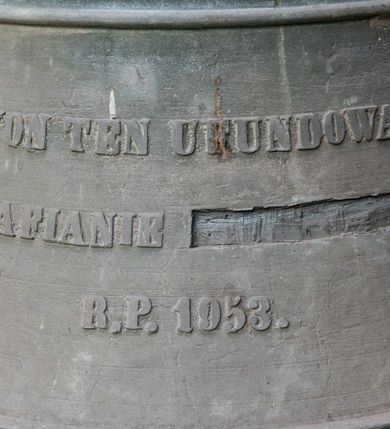 ON TEN UFUNDOWA
AFIANIE
R.P. 1953.